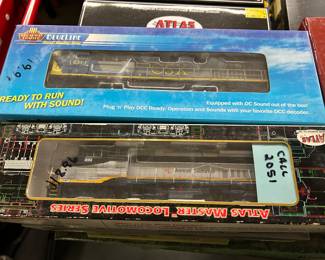 ATLAS
BLUELINE
READY TO RUN
WITH SOUND!
Equipped with DC Sound out of the box!
Plug 'n' Play DCC Ready: Operation and Sounds with your favorite DCC decoder.
CALL
2051
ATLAS
ATLAS MASTER LOCOMOTIVE SERIES